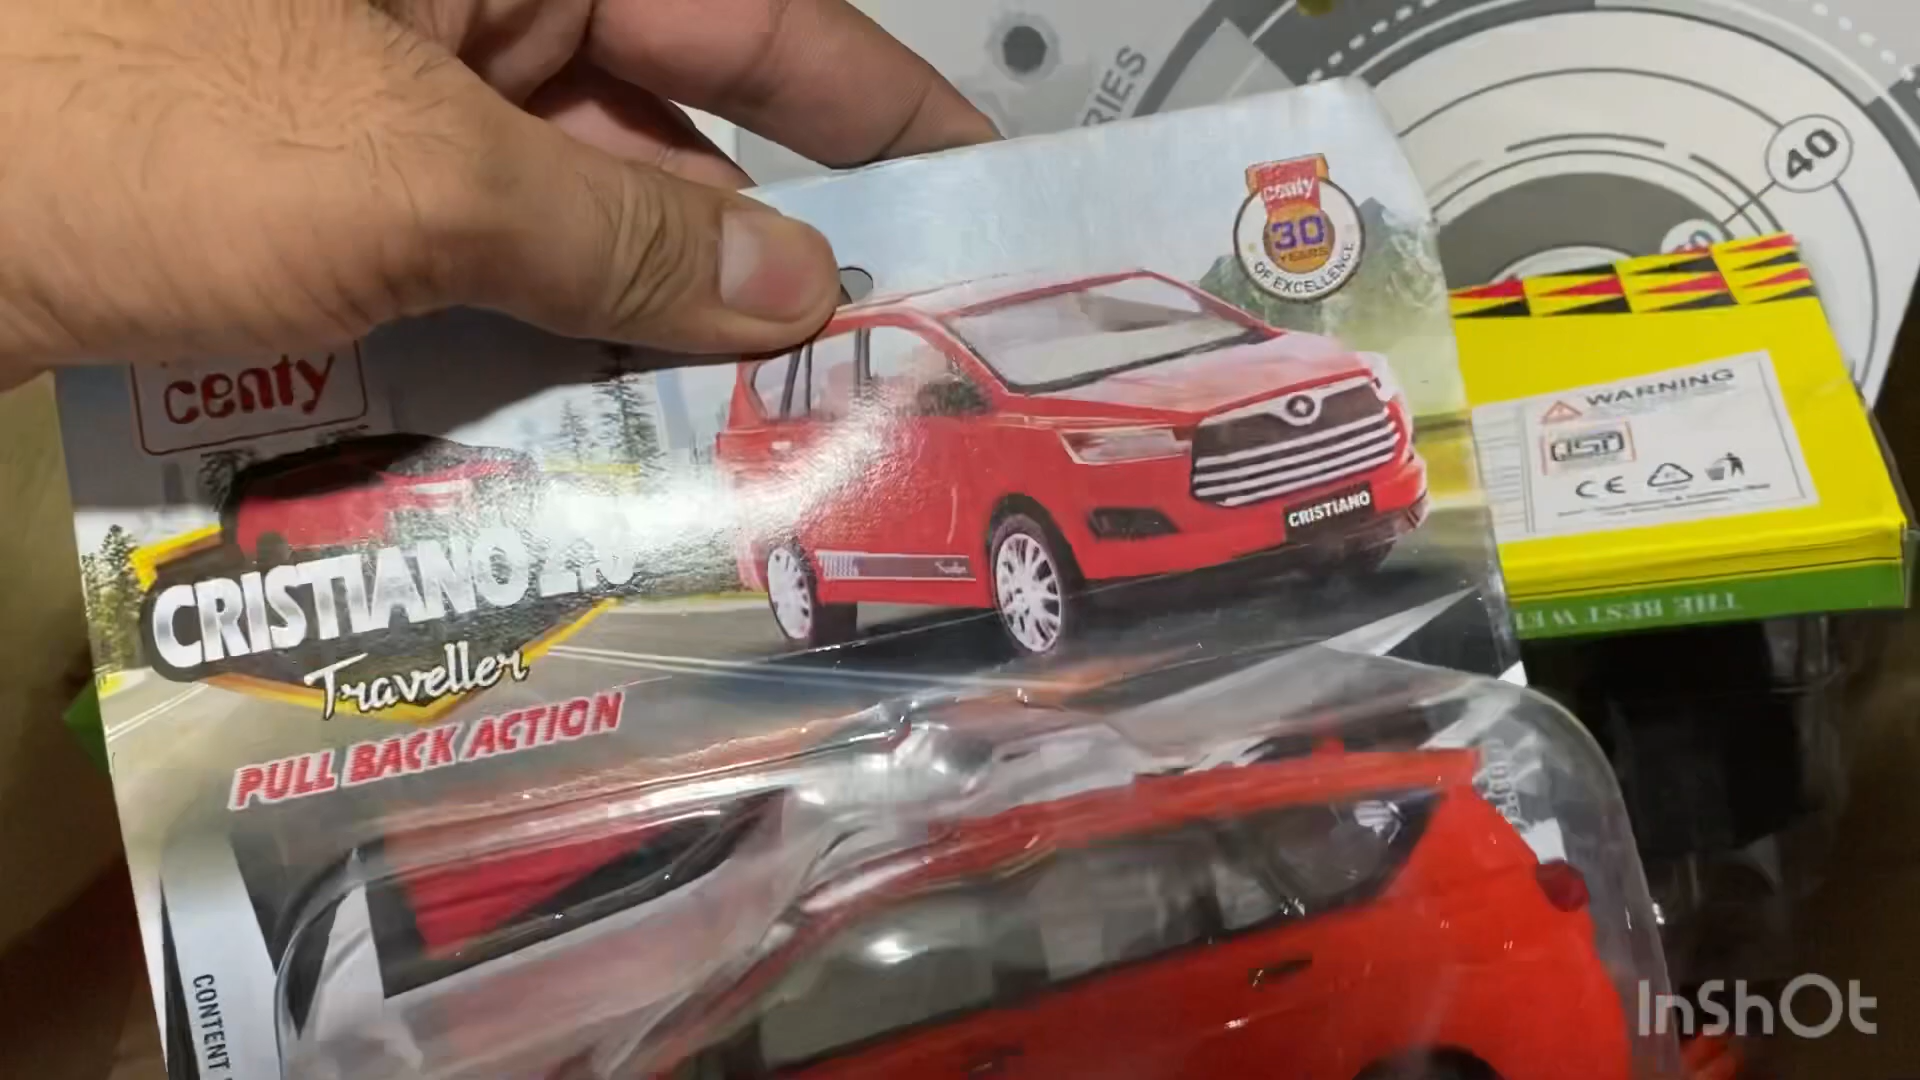 RIES
40
centy
30
YEARS
OF EXCELLENCE
centy
WARNING
CE
CRISTIANO
CRISTIANO
Traveller
THE BEST
PULL BACK ACTION
CONTENT
InShOt